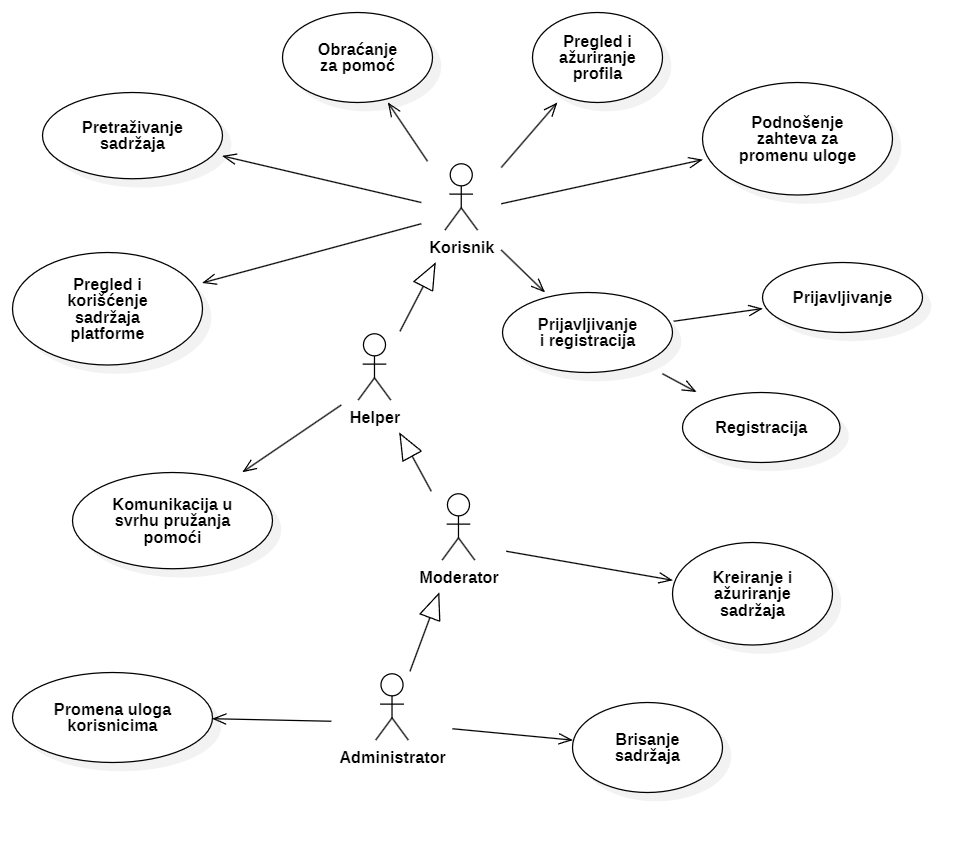 Obraćanje
za pomoć
Pregled i
ažuriranje
profila
Pretraživanje
sadržaja
Podnošenje
zahteva za
promenu uloge
Korisnik
Pregled i
korišćenje
sadržaja
platforme
Prijavljivanje
i registracija
Prijavljivanje
Helper
Registracija
Komunikacija u
svrhu pružanja
pomoći
Moderator
Kreiranje i
ažuriranje
sadržaja
Promena uloga
korisnicima
Administrator
Brisanje
sadržaja